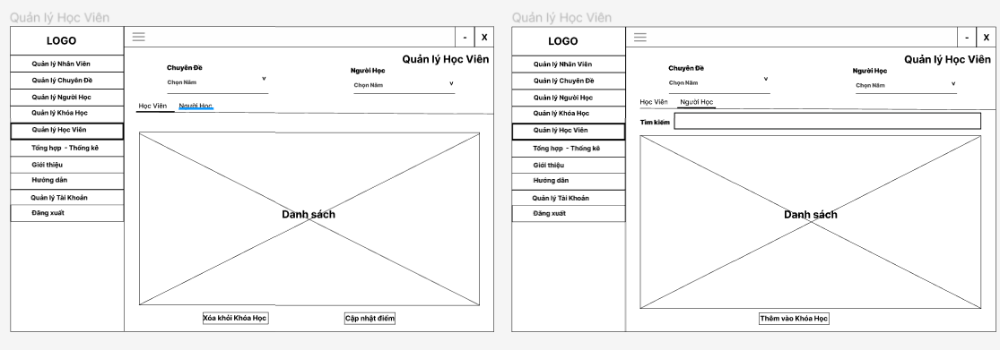 Quản lý Học Viên
LOGO
- X
Quản lý Nhân Viên
Quản lý Chuyên Đề
Quản lý Người Học
Quản lý Khóa Học
Quản lý Học Viên
Tổng hợp - Thống kê
Giới thiệu
Hướng dẫn
Quản lý Tài Khoản
Đăng xuất
Quản lý Học Viên
Chuyên Đề
Chọn Năm v
Người Học
Chọn Năm v
Học Viên Người Học
Danh sách
Xóa khỏi Khóa Học Cập nhật điểm
Quản lý Học Viên
LOGO
- X
Quản lý Nhân Viên
Quản lý Chuyên Đề
Quản lý Người Học
Quản lý Khóa Học
Quản lý Học Viên
Tổng hợp - Thống kê
Giới thiệu
Hướng dẫn
Quản lý Tài Khoản
Đăng xuất
Quản lý Học Viên
Chuyên Đề
Chọn Năm v
Người Học
Chọn Năm v
Học Viên Người Học
Tìm kiếm
Danh sách
Thêm vào Khóa Học